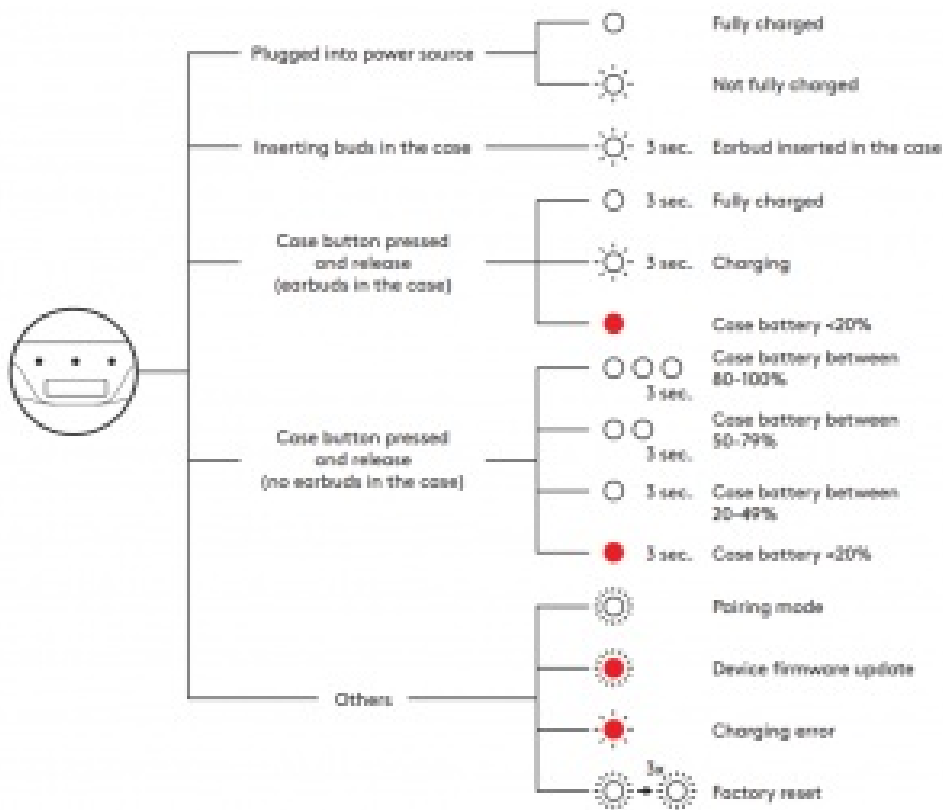 Fully charged
Plugged into power source
Not fully charged
Inserting buds in the case
3 sec. Earbud inserted in the case
3 sec. Fully charged
Case button pressed
and release
(earbuds in the case)
3 sec. Charging
Case battery <20%
Case battery between
80-100%
3 sec.
Case button pressed
and release
(no earbuds in the case)
Case battery between
50-79%
3 sec.
3 sec. Case battery between
20-49%
3 sec. Case battery <20%
Pairing mode
Device firmware update
Others
Charging error
3x
Factory reset